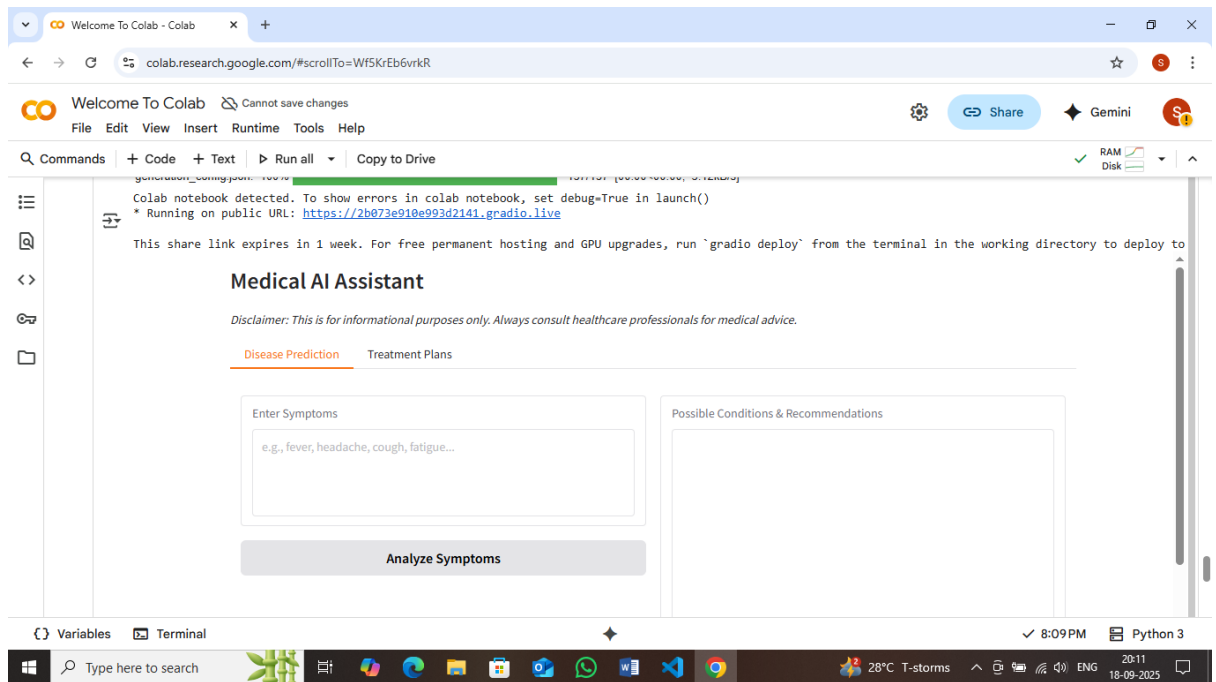 Welcome To Colab - Colab
colab.research.google.com/#scrollTo=Wf5KrEb6vrkR
S
Welcome To Colab Cannot save changes
Share
Gemini
S
File Edit View Insert Runtime Tools Help
Commands + Code + Text Run all Copy to Drive
RAM
Disk
generation_config.json: 100%
Colab notebook detected. To show errors in colab notebook, set debug=True in launch()
* Running on public URL: https://2b073e910e993d2141.gradio.live
This share link expires in 1 week. For free permanent hosting and GPU upgrades, run `gradio deploy` from the terminal in the working directory to deploy to
Medical AI Assistant
Disclaimer: This is for informational purposes only. Always consult healthcare professionals for medical advice.
Disease Prediction Treatment Plans
Enter Symptoms
e.g., fever, headache, cough, fatigue...
Analyze Symptoms
Possible Conditions & Recommendations
Variables Terminal
8:09 PM Python 3
Type here to search
28°C T-storms
ENG
20:11
18-09-2025